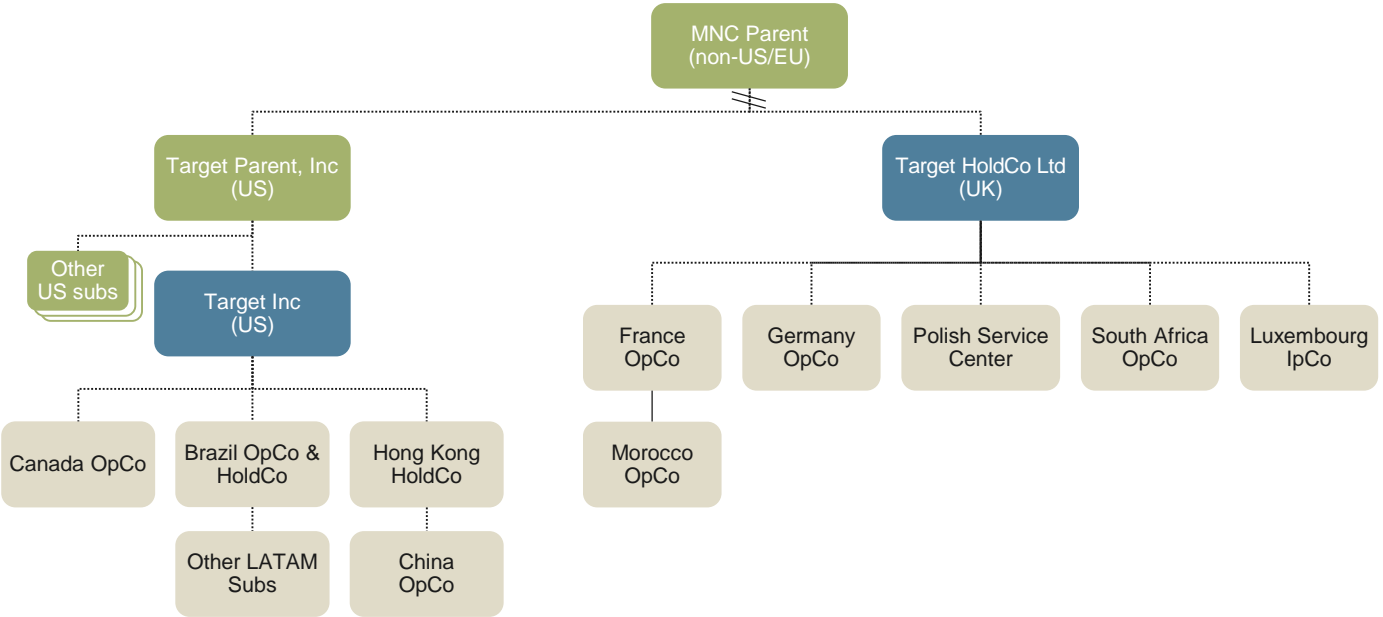 MNC Parent
(non-US/EU)
Target Parent, Inc
(US)
Target HoldCo Ltd
(UK)
Other
US subs
Target Inc
(US)
France
OpCo
Germany
OpCo
Polish Service
Center
South Africa
OpCo
Luxembourg
IpCo
Canada OpCo
Brazil OpCo &
HoldCo
Hong Kong
HoldCo
Morocco
OpCo
Other LATAM
Subs
China
OpCo